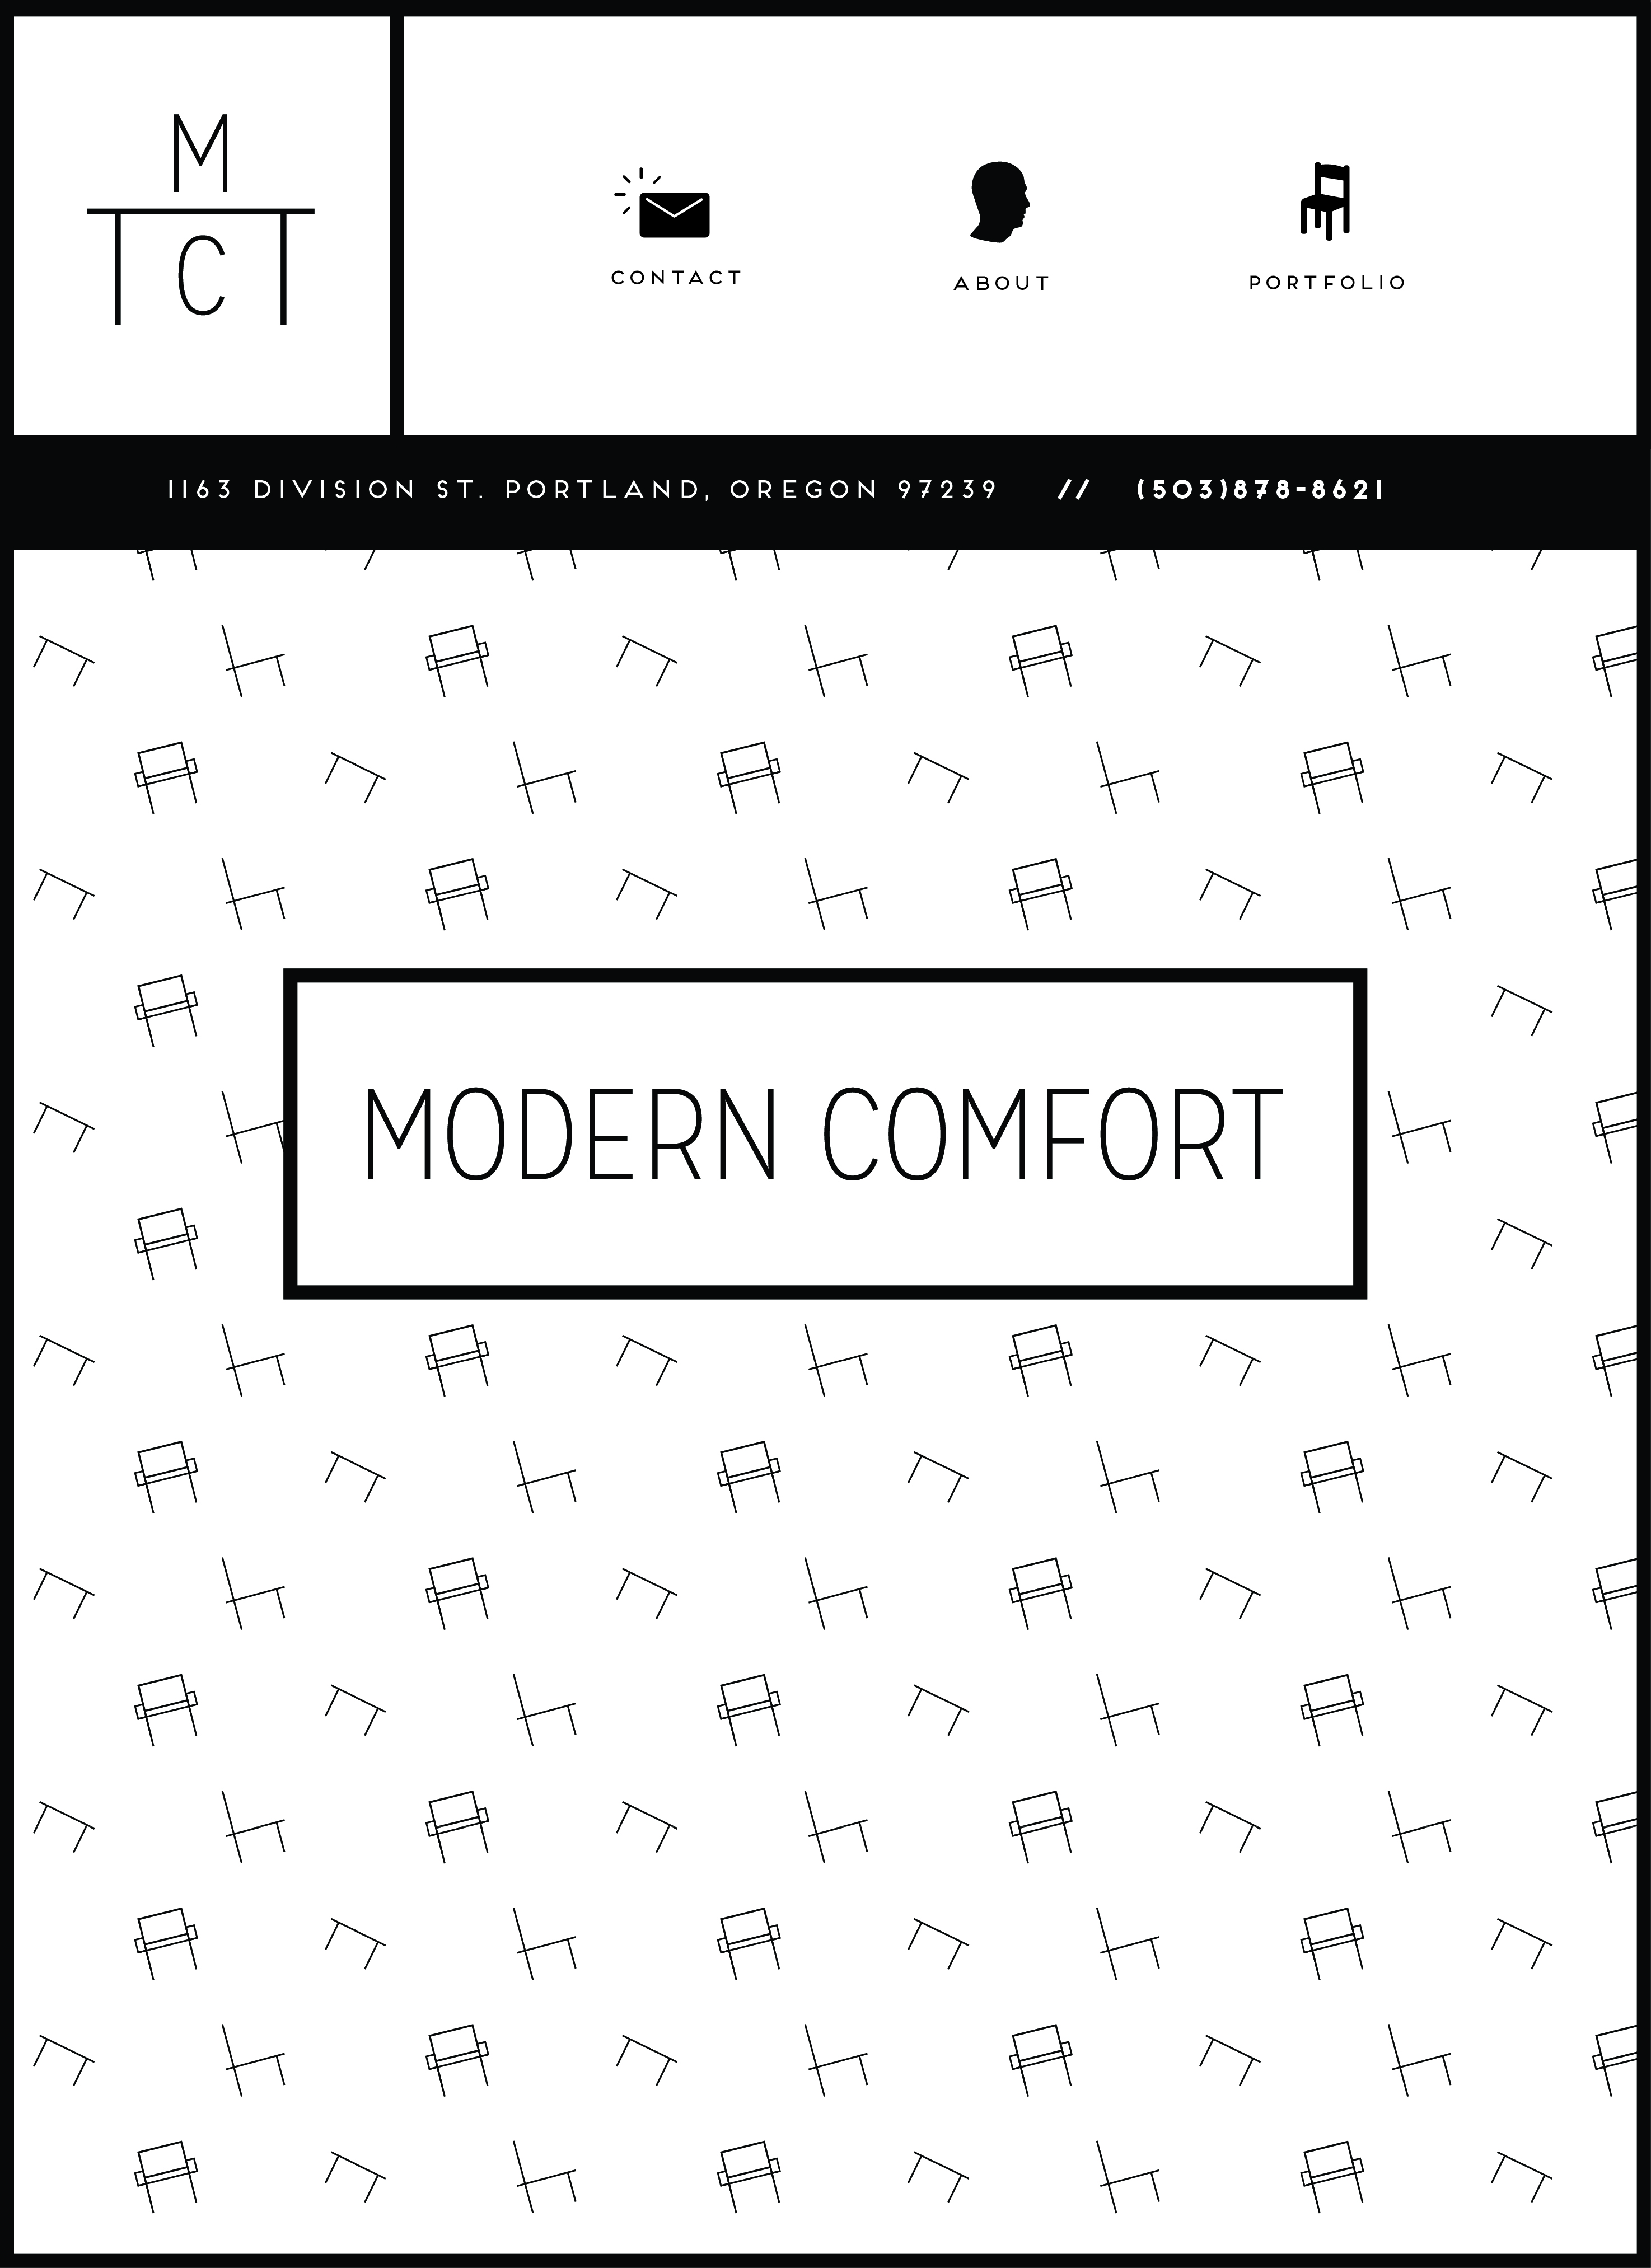 M
C
CONTACT
ABOUT
PORTFOLIO
1163 DIVISION ST. PORTLAND, OREGON 97239 // (503)878-8621
MODERN COMFORT